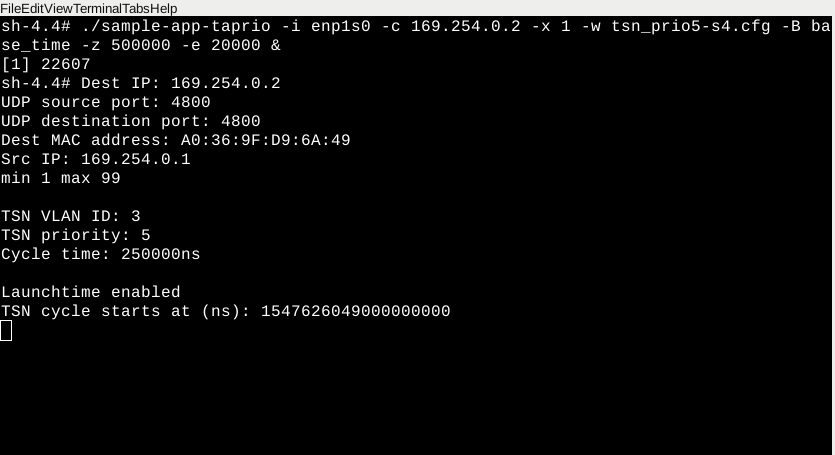 FileEditViewTerminalTabsHelp
sh-4.4# ./sample-app-taprio -i enp1s0 -c 169.254.0.2 -x 1 -w tsn_prio5-s4.cfg -B ba
se_time -z 500000 -e 20000 &
[1] 22607
sh-4.4# Dest IP: 169.254.0.2
UDP source port: 4800
UDP destination port: 4800
Dest MAC address: A0:36:9F:D9:6A:49
Src IP: 169.254.0.1
min 1 max 99
TSN VLAN ID: 3
TSN priority: 5
Cycle time: 250000ns
Launchtime enabled
TSN cycle starts at (ns): 1547626049000000000